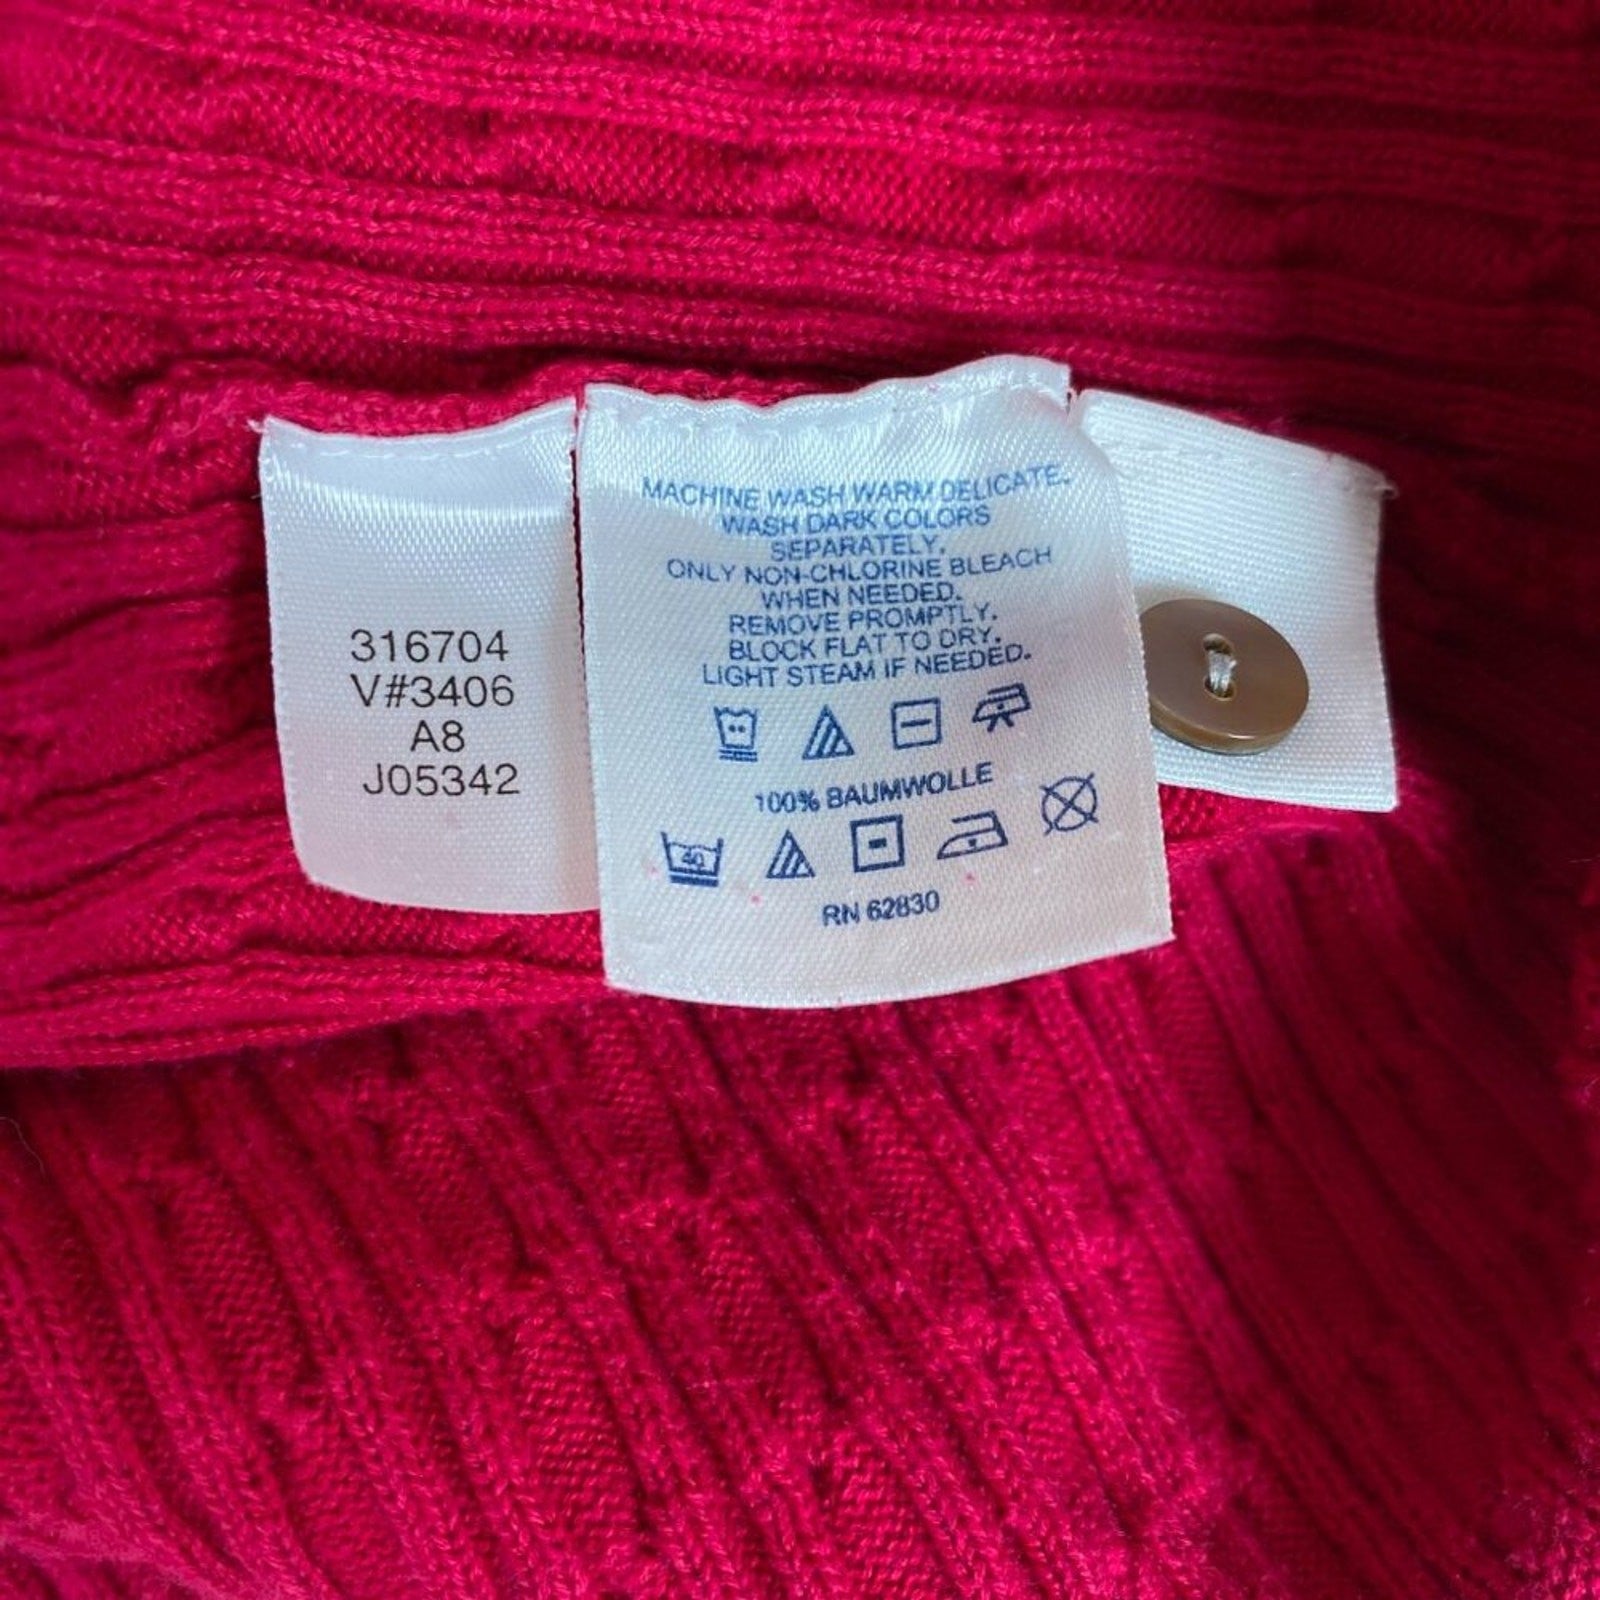 316704
V#3406
A8
J05342
MACHINE WASH WARM DELICATE.
WASH DARK COLORS
SEPARATELY.
ONLY NON-CHLORINE BLEACH
WHEN NEEDED.
REMOVE PROMPTLY.
BLOCK FLAT TO DRY.
LIGHT STEAM IF NEEDED.
100% BAUMWOLLE
40
RN 62830